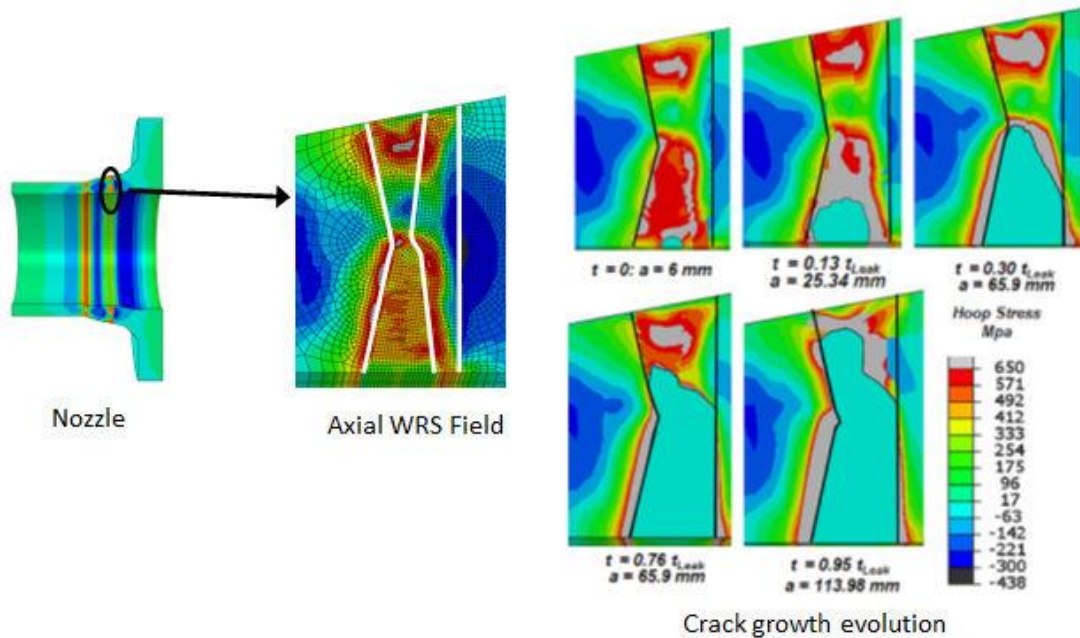 Nozzle
Axial WRS Field
t = 0: a = 6 mm
t = 0.13 tLeak
a = 25.34 mm
t = 0.30 tLeak
a = 65.9 mm
Hoop Stress
Mpa
650
571
492
412
333
254
175
96
17
-63
-142
-221
-300
-438
t = 0.76 tLeak
a = 65.9 mm
t = 0.95 tLeak
a = 113.98 mm
Crack growth evolution